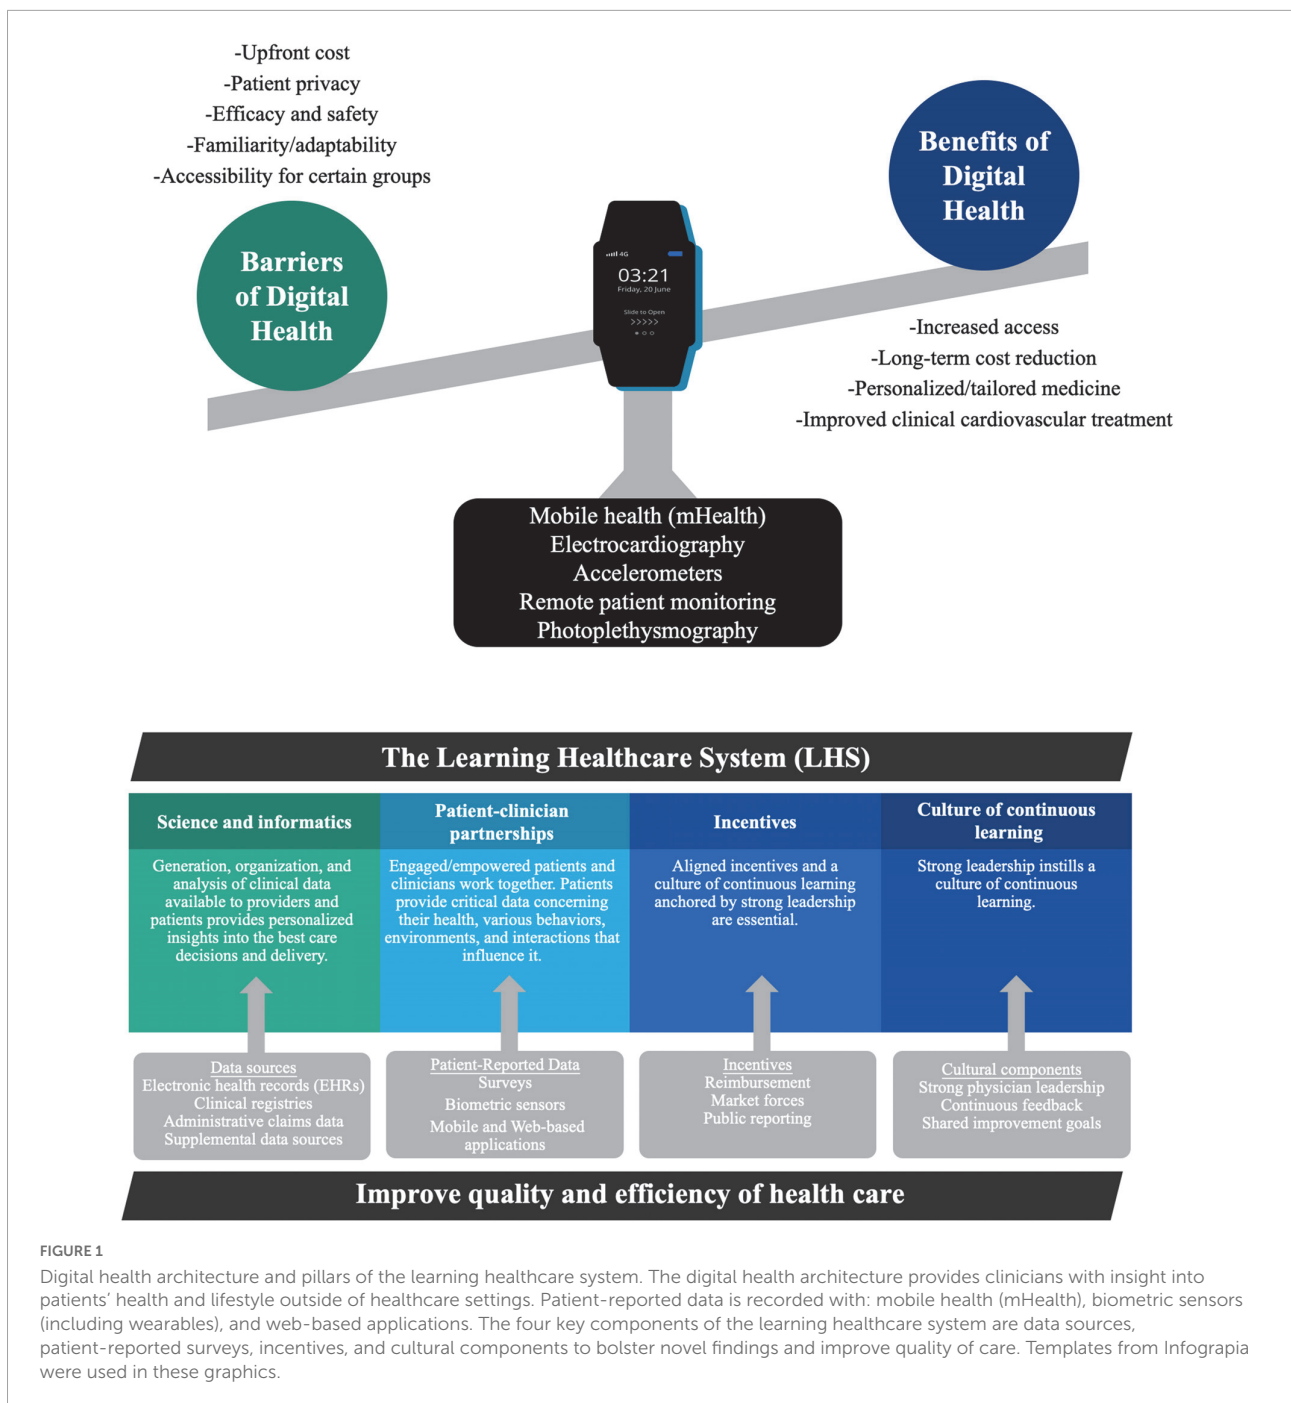 -Upfront cost
-Patient privacy
-Efficacy and safety
-Familiarity/adaptability
-Accessibility for certain groups
Barriers
of Digital
Health
Benefits of
Digital
Health
4G
03:21
Friday, 20 June
Slide to Open
>>>>>
-Increased access
-Long-term cost reduction
-Personalized/tailored medicine
-Improved clinical cardiovascular treatment
Mobile health (mHealth)
Electrocardiography
Accelerometers
Remote patient monitoring
Photoplethysmography
The Learning Healthcare System (LHS)
Science and informatics
Generation, organization, and
analysis of clinical data
available to providers and
patients provides personalized
insights into the best care
decisions and delivery.
Patient-clinician
partnerships
Engaged/empowered patients and
clinicians work together. Patients
provide critical data concerning
their health, various behaviors,
environments, and interactions that
influence it.
Incentives
Aligned incentives and a
culture of continuous learning
anchored by strong leadership
are essential.
Culture of continuous
learning
Strong leadership instills a
culture of continuous
learning.
Data sources
Electronic health records (EHRs)
Clinical registries
Administrative claims data
Supplemental data sources
Patient-Reported Data
Surveys
Biometric sensors
Mobile and Web-based
applications
Incentives
Reimbursement
Market forces
Public reporting
Cultural components
Strong physician leadership
Continuous feedback
Shared improvement goals
Improve quality and efficiency of health care
FIGURE 1
Digital health architecture and pillars of the learning healthcare system. The digital health architecture provides clinicians with insight into
patients' health and lifestyle outside of healthcare settings. Patient-reported data is recorded with: mobile health (mHealth), biometric sensors
(including wearables), and web-based applications. The four key components of the learning healthcare system are data sources,
patient-reported surveys, incentives, and cultural components to bolster novel findings and improve quality of care. Templates from Infograpia
were used in these graphics.